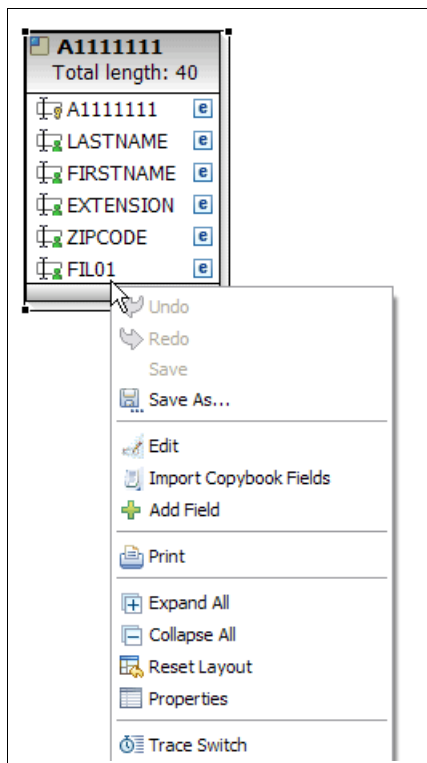 A1111111
Total length: 40
A1111111 e
LASTNAME e
FIRSTNAME e
EXTENSION e
ZIPCODE e
FIL01 e
Undo
Redo
Save
Save As...
Edit
Import Copybook Fields
Add Field
Print
Expand All
Collapse All
Reset Layout
Properties
Trace Switch